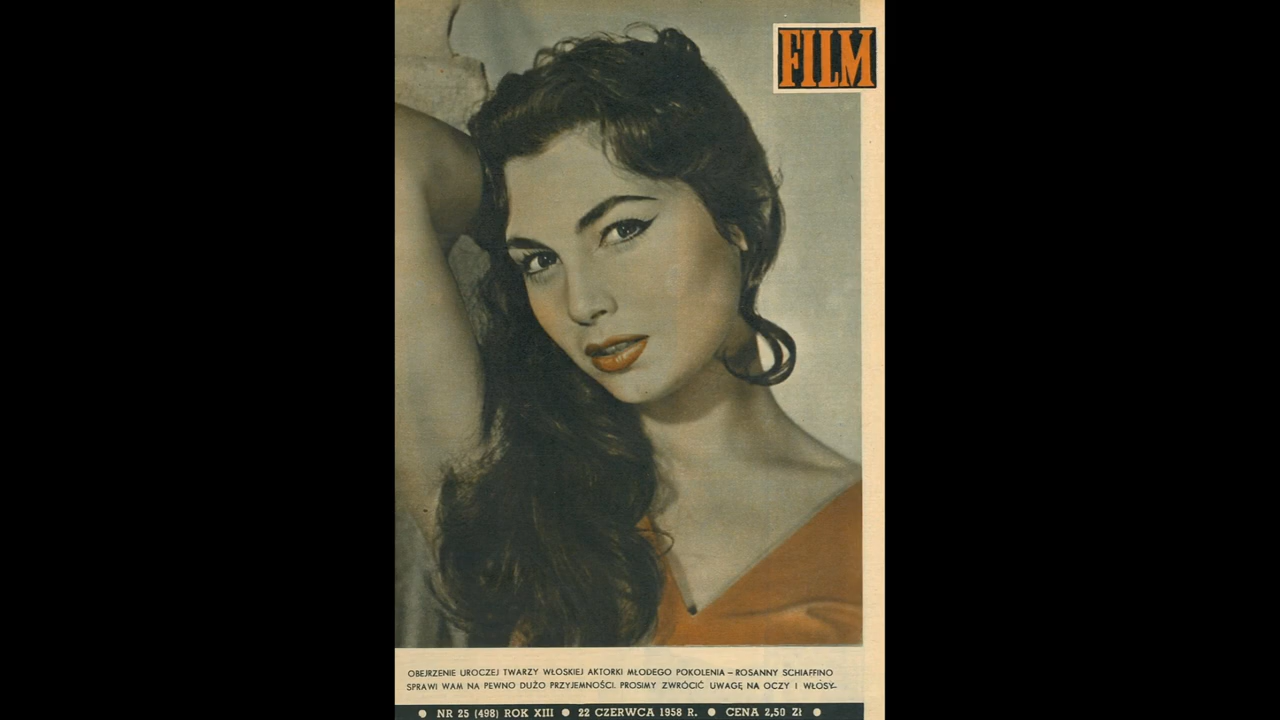 FILM
OBEJRZENIE UROCZEJ TWARZY WŁOSKIEJ AKTORKI MŁODEGO POKOLENIA – ROSANNY SCHIAFFINO
SPRAWI WAM NA PEWNO DUŻO PRZYJEMNOŚCI. PROSIMY ZWRÓCIĆ UWAGĘ NA OCZY I WŁOSY–
● NR 25 (498) ROK XIII ● 22 CZERWCA 1958 R. ● CENA 2,50 ZŁ ●